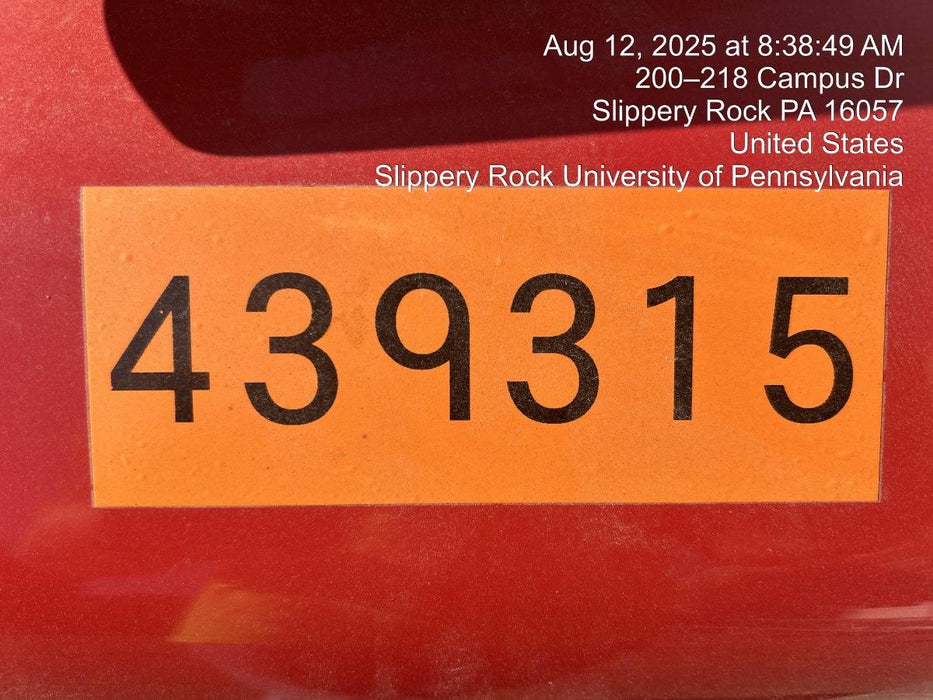 Aug 12, 2025 at 8:38:49 AM
200–218 Campus Dr
Slippery Rock PA 16057
United States
Slippery Rock University of Pennsylvania
439315